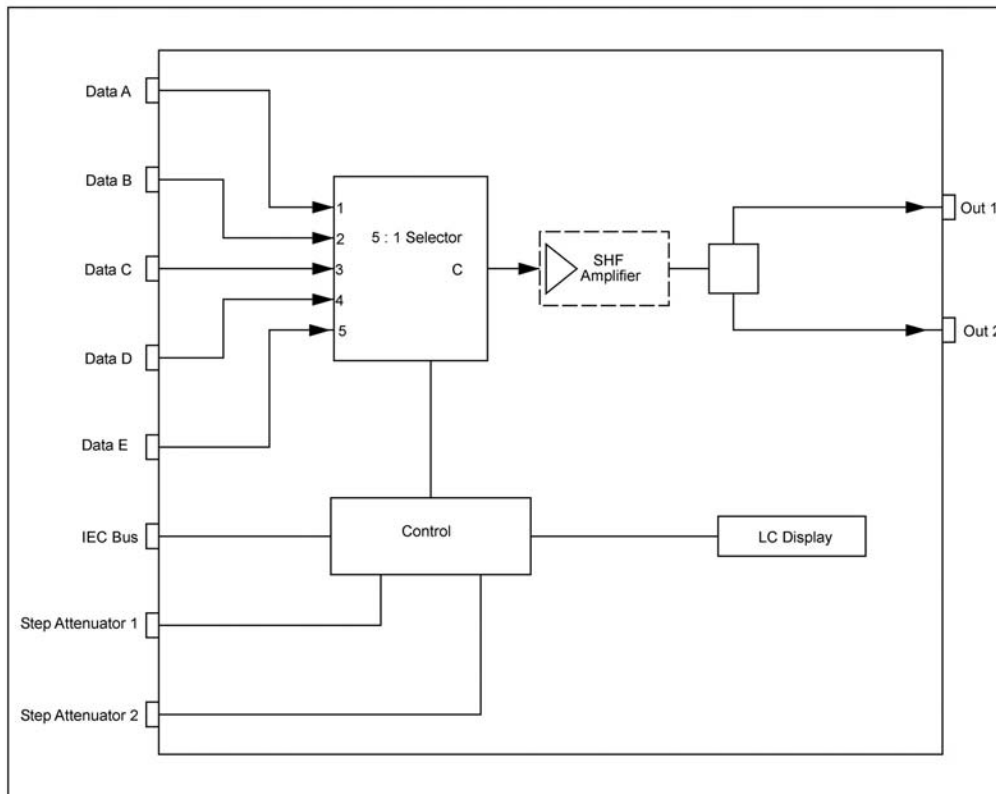 Data A
Data B
Data C
Data D
Data E
1
2
3
4
5
5 : 1 Selector
C
SHF
Amplifier
Out 1
Out 2
IEC Bus
Control
LC Display
Step Attenuator 1
Step Attenuator 2